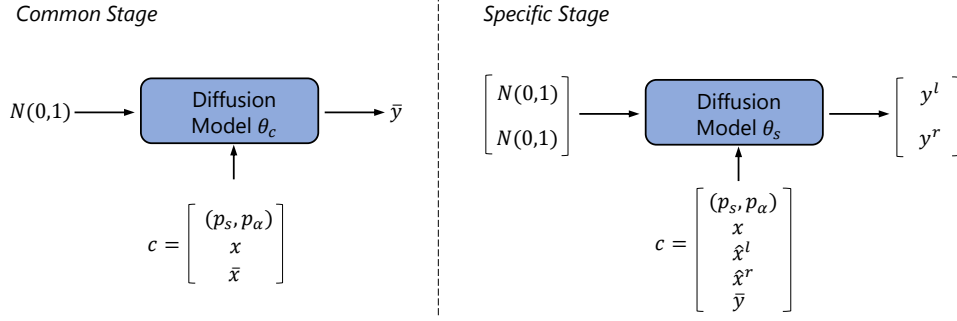 Common Stage
N(0,1)
Diffusion
Model θ_c
ȳ
c =
(p_s, p_α)
x
x̄
Specific Stage
N(0,1)
N(0,1)
Diffusion
Model θ_s
y^l
y^r
c =
(p_s, p_α)
x
x̂^l
x̂^r
ȳ